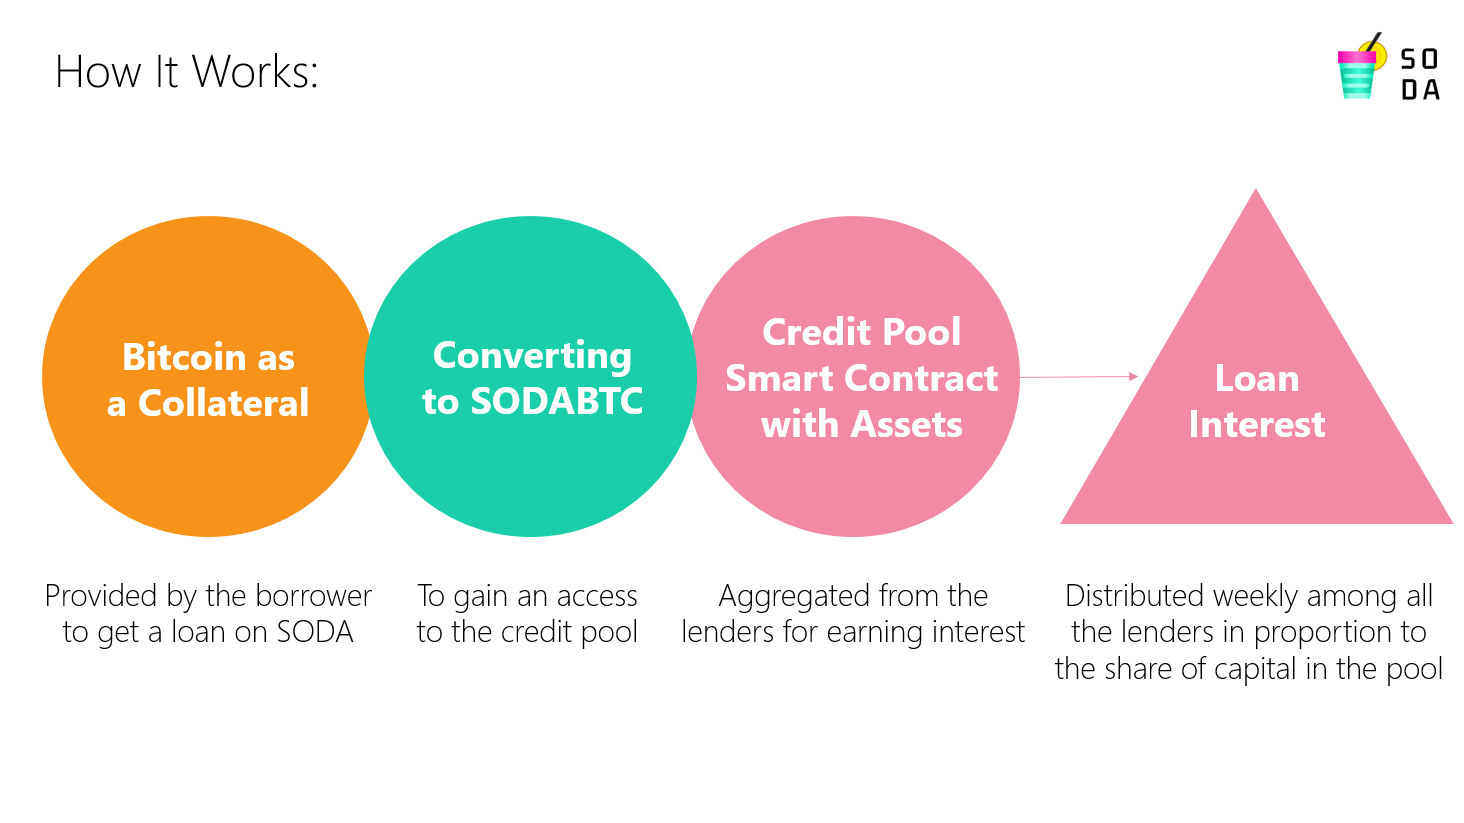 How It Works:
SO
DA
Bitcoin as
a Collateral
Provided by the borrower
to get a loan on SODA
Converting
to SODABTC
To gain an access
to the credit pool
Credit Pool
Smart Contract
with Assets
Aggregated from the
lenders for earning interest
Loan
Interest
Distributed weekly among all
the lenders in proportion to
the share of capital in the pool